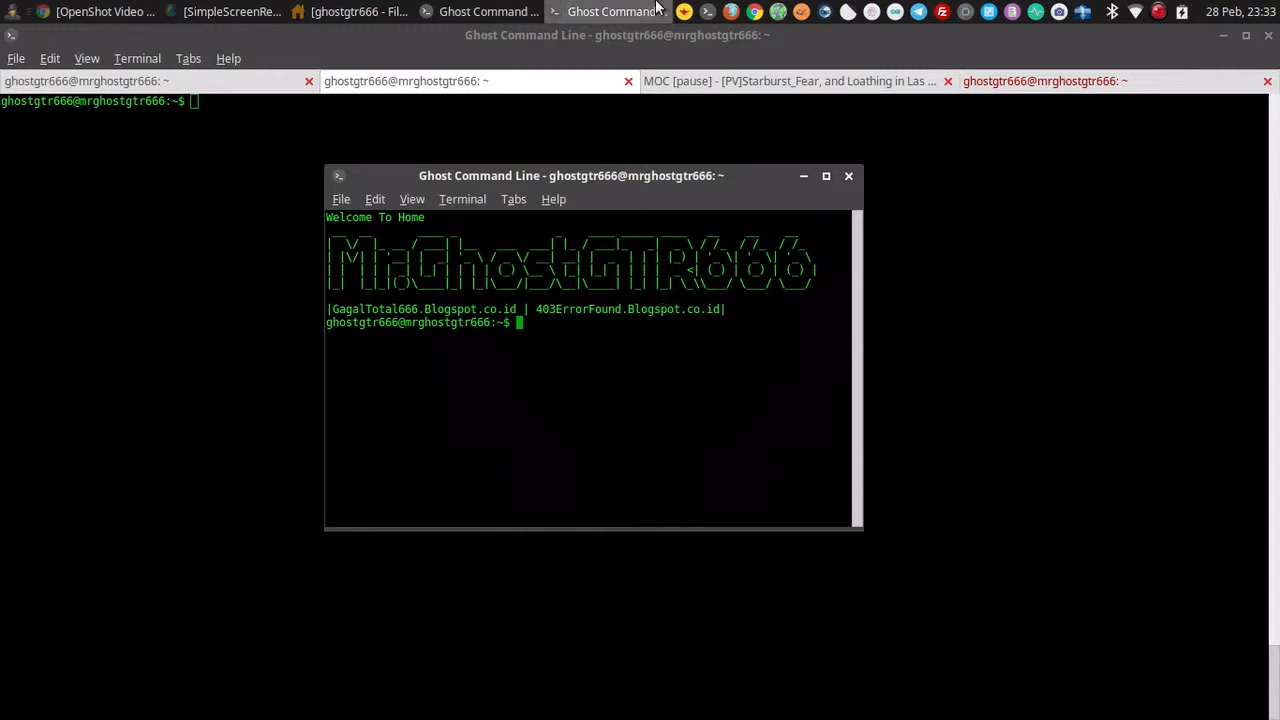 [OpenShot Video ... [SimpleScreenRe... [ghostgtr666 - Fil... Ghost Command ... Ghost Command 28 Peb, 23:33
Ghost Command Line - ghostgtr666@mrghostgtr666: ~
File Edit View Terminal Tabs Help
ghostgtr666@mrghostgtr666: ~ ghostgtr666@mrghostgtr666: ~ MOC [pause] - [PV]Starburst_Fear, and Loathing in Las ... ghostgtr666@mrghostgtr666: ~
ghostgtr666@mrghostgtr666:~$
Ghost Command Line - ghostgtr666@mrghostgtr666: ~
File Edit View Terminal Tabs Help
Welcome To Home
Mr.GhostGTR666
|GagalTotal666.Blogspot.co.id | 403ErrorFound.Blogspot.co.id|
ghostgtr666@mrghostgtr666:~$